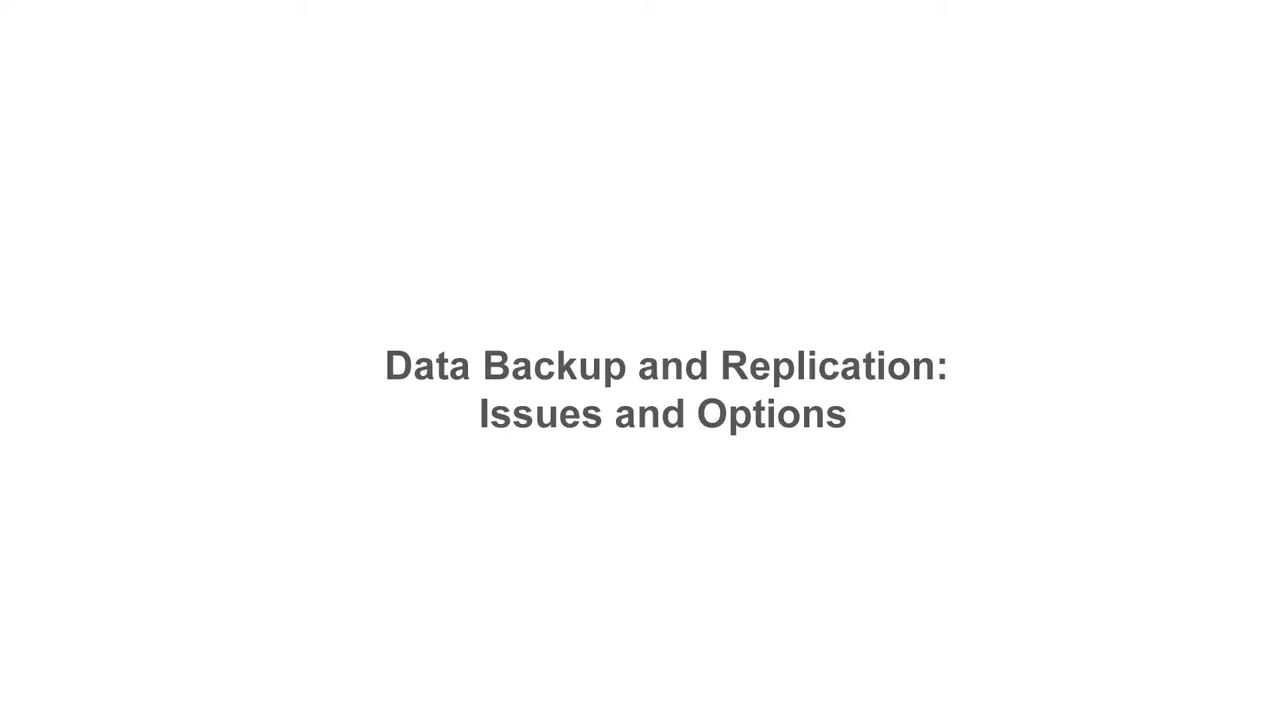 Data Backup and Replication:
Issues and Options